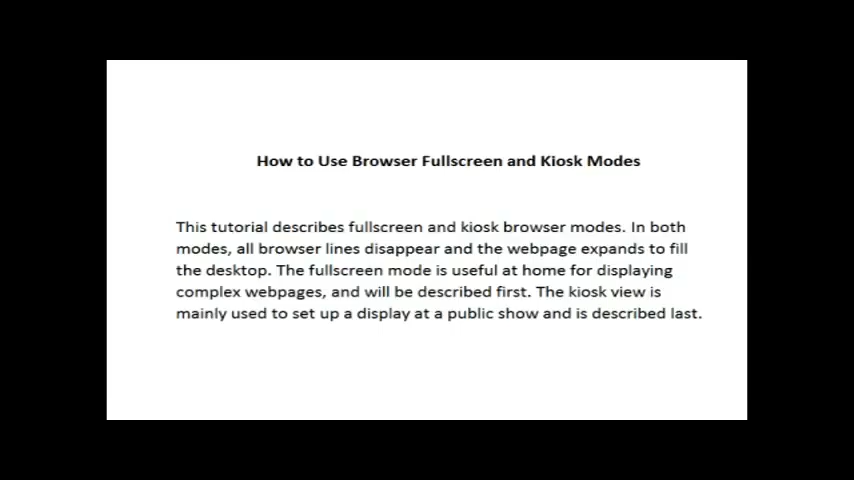 How to Use Browser Fullscreen and Kiosk Modes
This tutorial describes fullscreen and kiosk browser modes. In both
modes, all browser lines disappear and the webpage expands to fill
the desktop. The fullscreen mode is useful at home for displaying
complex webpages, and will be described first. The kiosk view is
mainly used to set up a display at a public show and is described last.